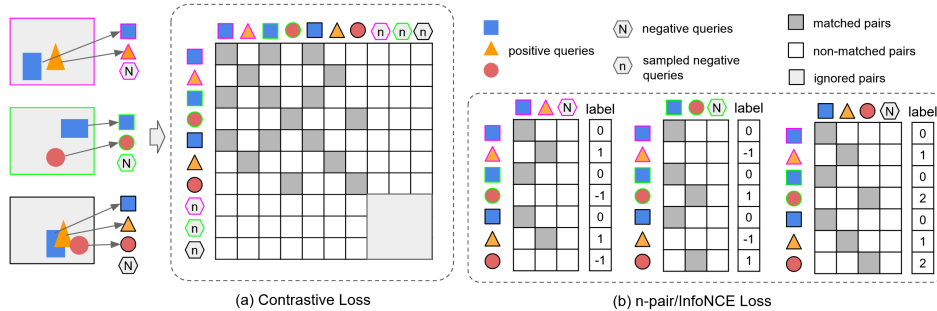 N
N
N
n
n
n
n
n
n
(a) Contrastive Loss
positive queries
N
negative queries
n
sampled negative
queries
matched pairs
non-matched pairs
ignored pairs
N
label
0
1
0
-1
0
1
-1
N
label
0
-1
0
1
0
-1
1
N
label
0
1
0
2
0
1
2
(b) n-pair/InfoNCE Loss